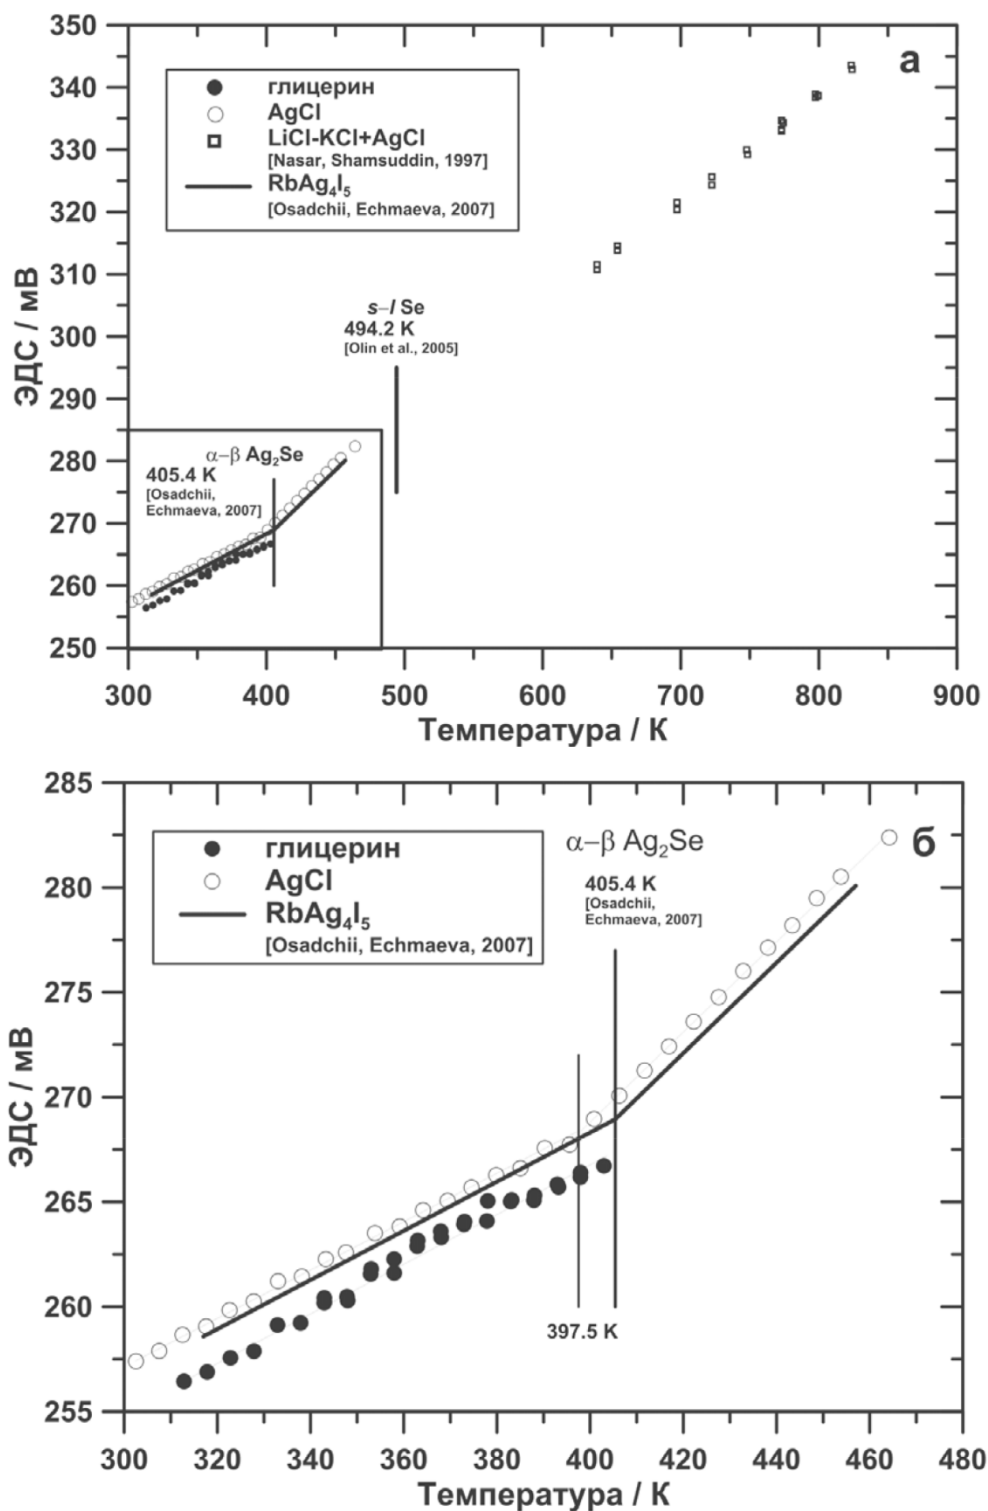 350
340
330
320
310
300
290
280
270
260
250
ЭДС / мВ
а
глицерин
AgCl
LiCl-KCl+AgCl
[Nasar, Shamsuddin, 1997]
RbAg₄I₅
[Osadchii, Echmaeva, 2007]
s–l Se
494.2 K
[Olin et al., 2005]
α–β Ag₂Se
405.4 K
[Osadchii,
Echmaeva, 2007]
300 400 500 600 700 800 900
Температура / К
285
280
275
270
265
260
255
ЭДС / мВ
б
глицерин
AgCl
RbAg₄I₅
[Osadchii, Echmaeva, 2007]
α–β Ag₂Se
405.4 K
[Osadchii,
Echmaeva, 2007]
397.5 K
300 320 340 360 380 400 420 440 460 480
Температура / К